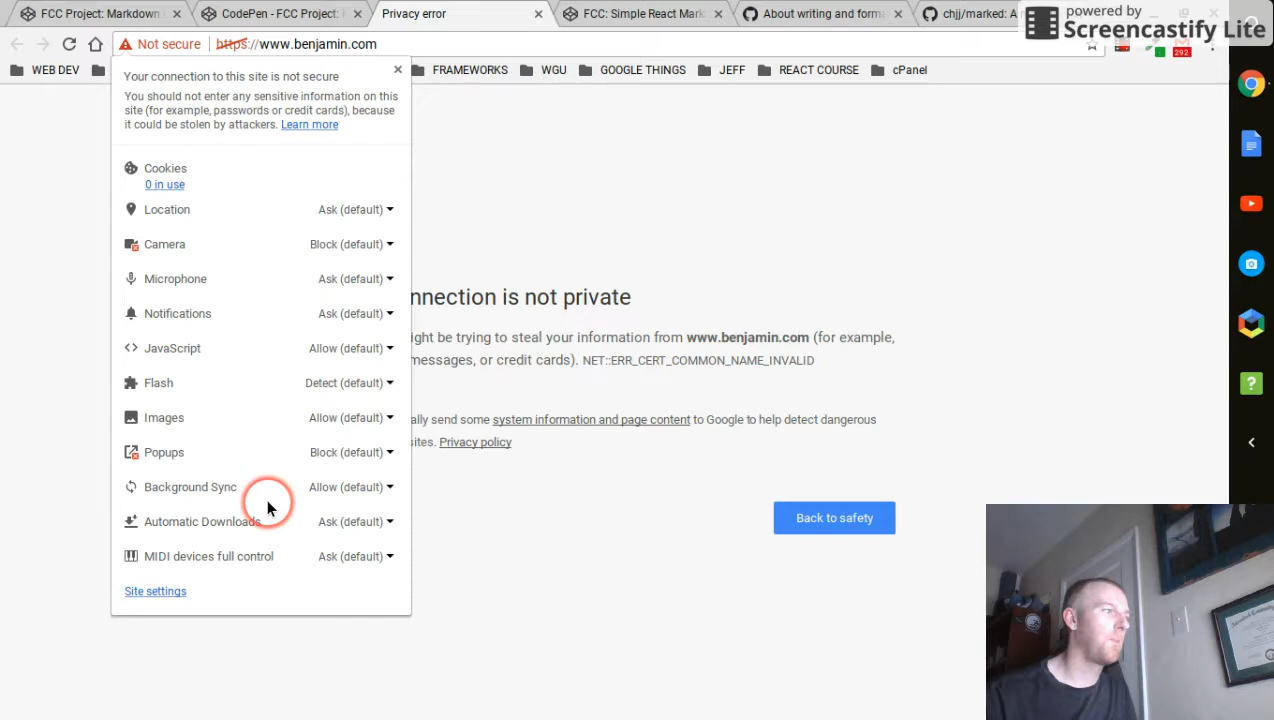 FCC Project: Markdown
CodePen - FCC Project:
Privacy error
FCC: Simple React Mark
About writing and forma
chjj/marked: A
powered by
Screencastify Lite
Not secure
https://www.benjamin.com
292
WEB DEV
FRAMEWORKS
WGU
GOOGLE THINGS
JEFF
REACT COURSE
cPanel
Your connection to this site is not secure
You should not enter any sensitive information on this
site (for example, passwords or credit cards), because
it could be stolen by attackers. Learn more
Cookies
0 in use
Location Ask (default)
Camera Block (default)
Microphone Ask (default)
Notifications Ask (default)
JavaScript Allow (default)
Flash Detect (default)
Images Allow (default)
Popups Block (default)
Background Sync Allow (default)
Automatic Downloads Ask (default)
MIDI devices full control Ask (default)
Site settings
nnection is not private
ight be trying to steal your information from www.benjamin.com (for example,
messages, or credit cards). NET::ERR_CERT_COMMON_NAME_INVALID
ally send some system information and page content to Google to help detect dangerous
sites. Privacy policy
Back to safety